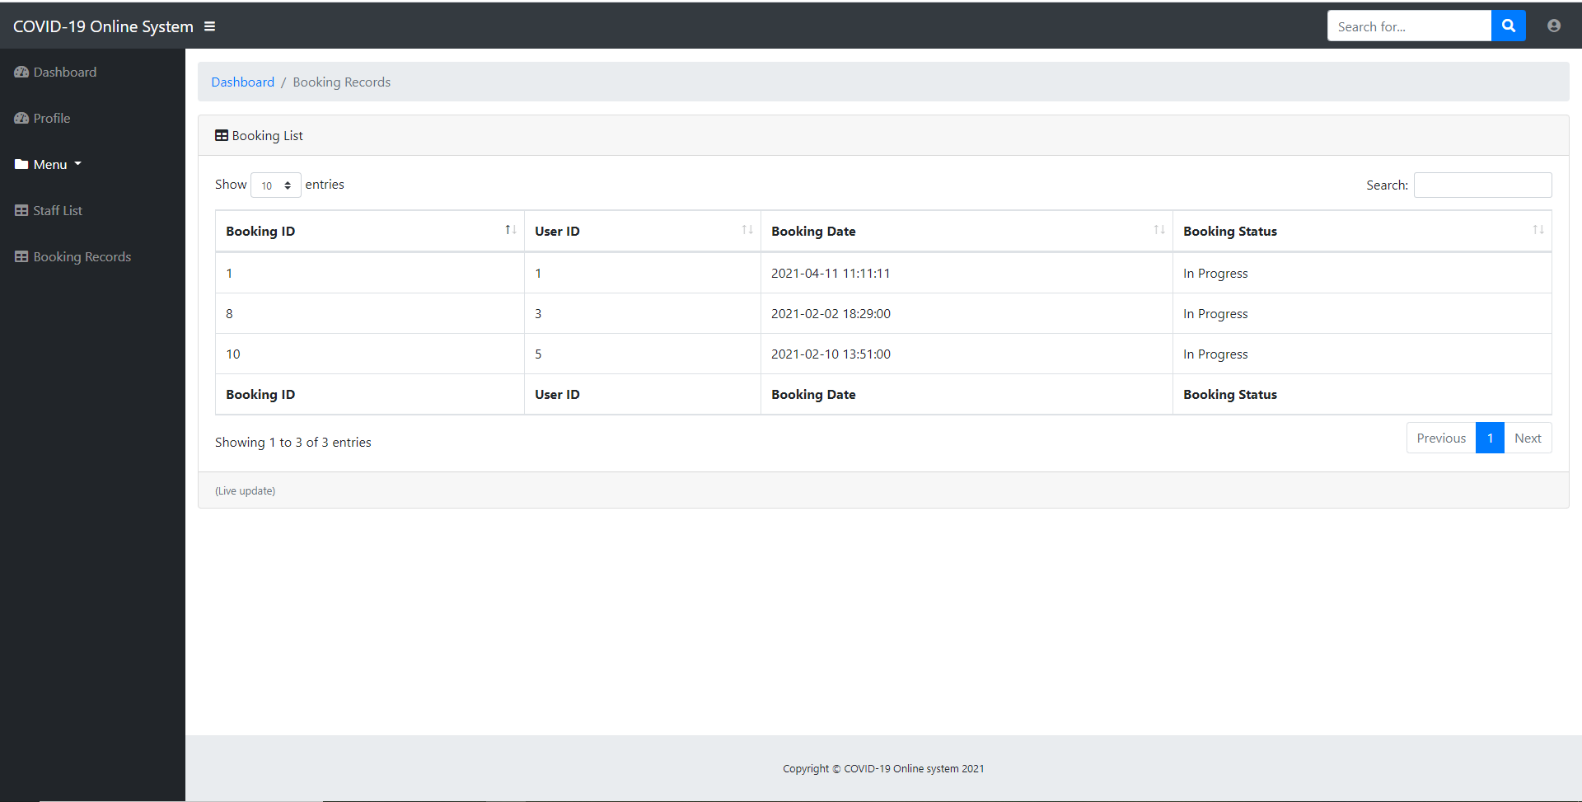 COVID-19 Online System
Search for...
Dashboard
Profile
Menu
Staff List
Booking Records
Dashboard / Booking Records
Booking List
Show 10 entries
Search:
Booking ID User ID Booking Date Booking Status
1 1 2021-04-11 11:11:11 In Progress
8 3 2021-02-02 18:29:00 In Progress
10 5 2021-02-10 13:51:00 In Progress
Booking ID User ID Booking Date Booking Status
Showing 1 to 3 of 3 entries
Previous 1 Next
(Live update)
Copyright © COVID-19 Online system 2021